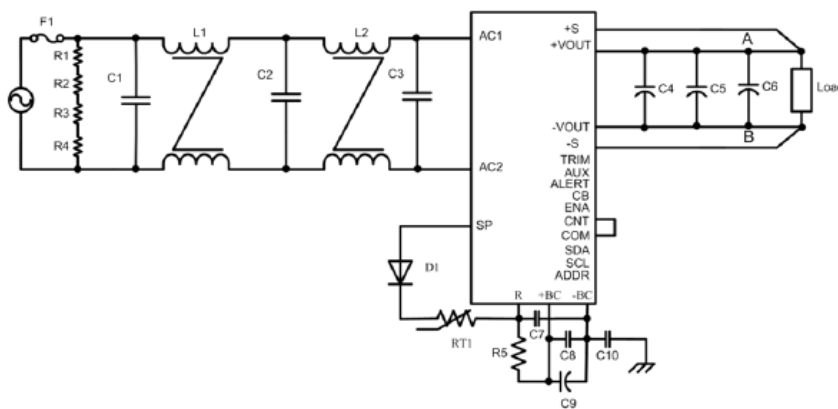 F1
R1
R2
R3
R4
C1
L1
C2
L2
C3
AC1
AC2
SP
+S
+VOUT
-VOUT
-S
TRIM
AUX
ALERT
CB
ENA
CNT
COM
SDA
SCL
ADDR
A
B
C4
C5
C6
Loa
D1
RT1
R +BC -BC
C7
R5
C8
C10
C9